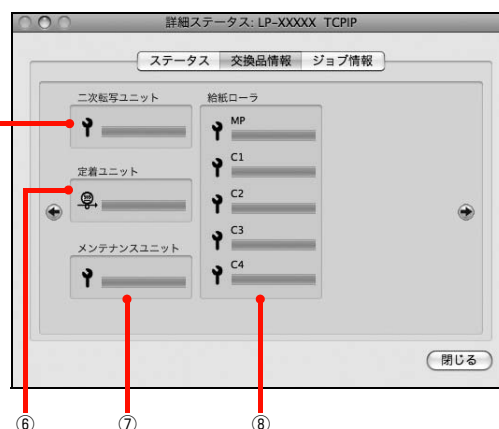 詳細ステータス: LP-XXXXX TCPIP
ステータス 交換品情報 ジョブ情報
二次転写ユニット
給紙ローラ
MP
C1
定着ユニット
C2
C3
メンテナンスユニット
C4
閉じる
⑥ ⑦ ⑧